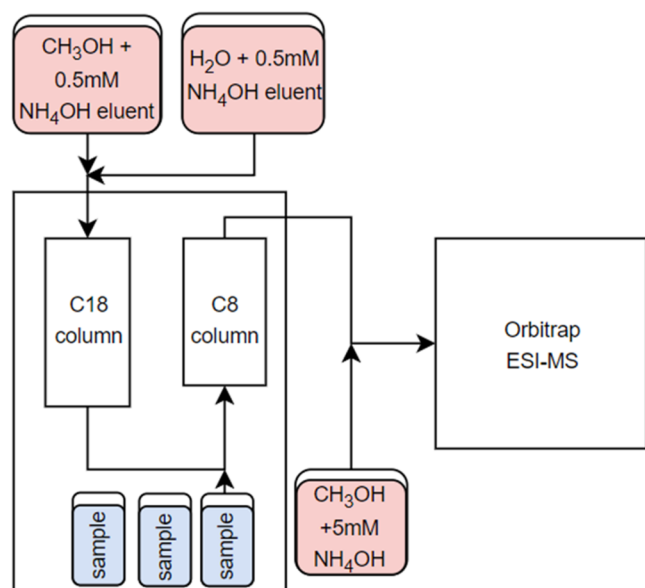 CH₃OH +
0.5mM
NH₄OH eluent
H₂O + 0.5mM
NH₄OH eluent
C18
column
C8
column
Orbitrap
ESI-MS
sample
sample
sample
CH₃OH
+5mM
NH₄OH